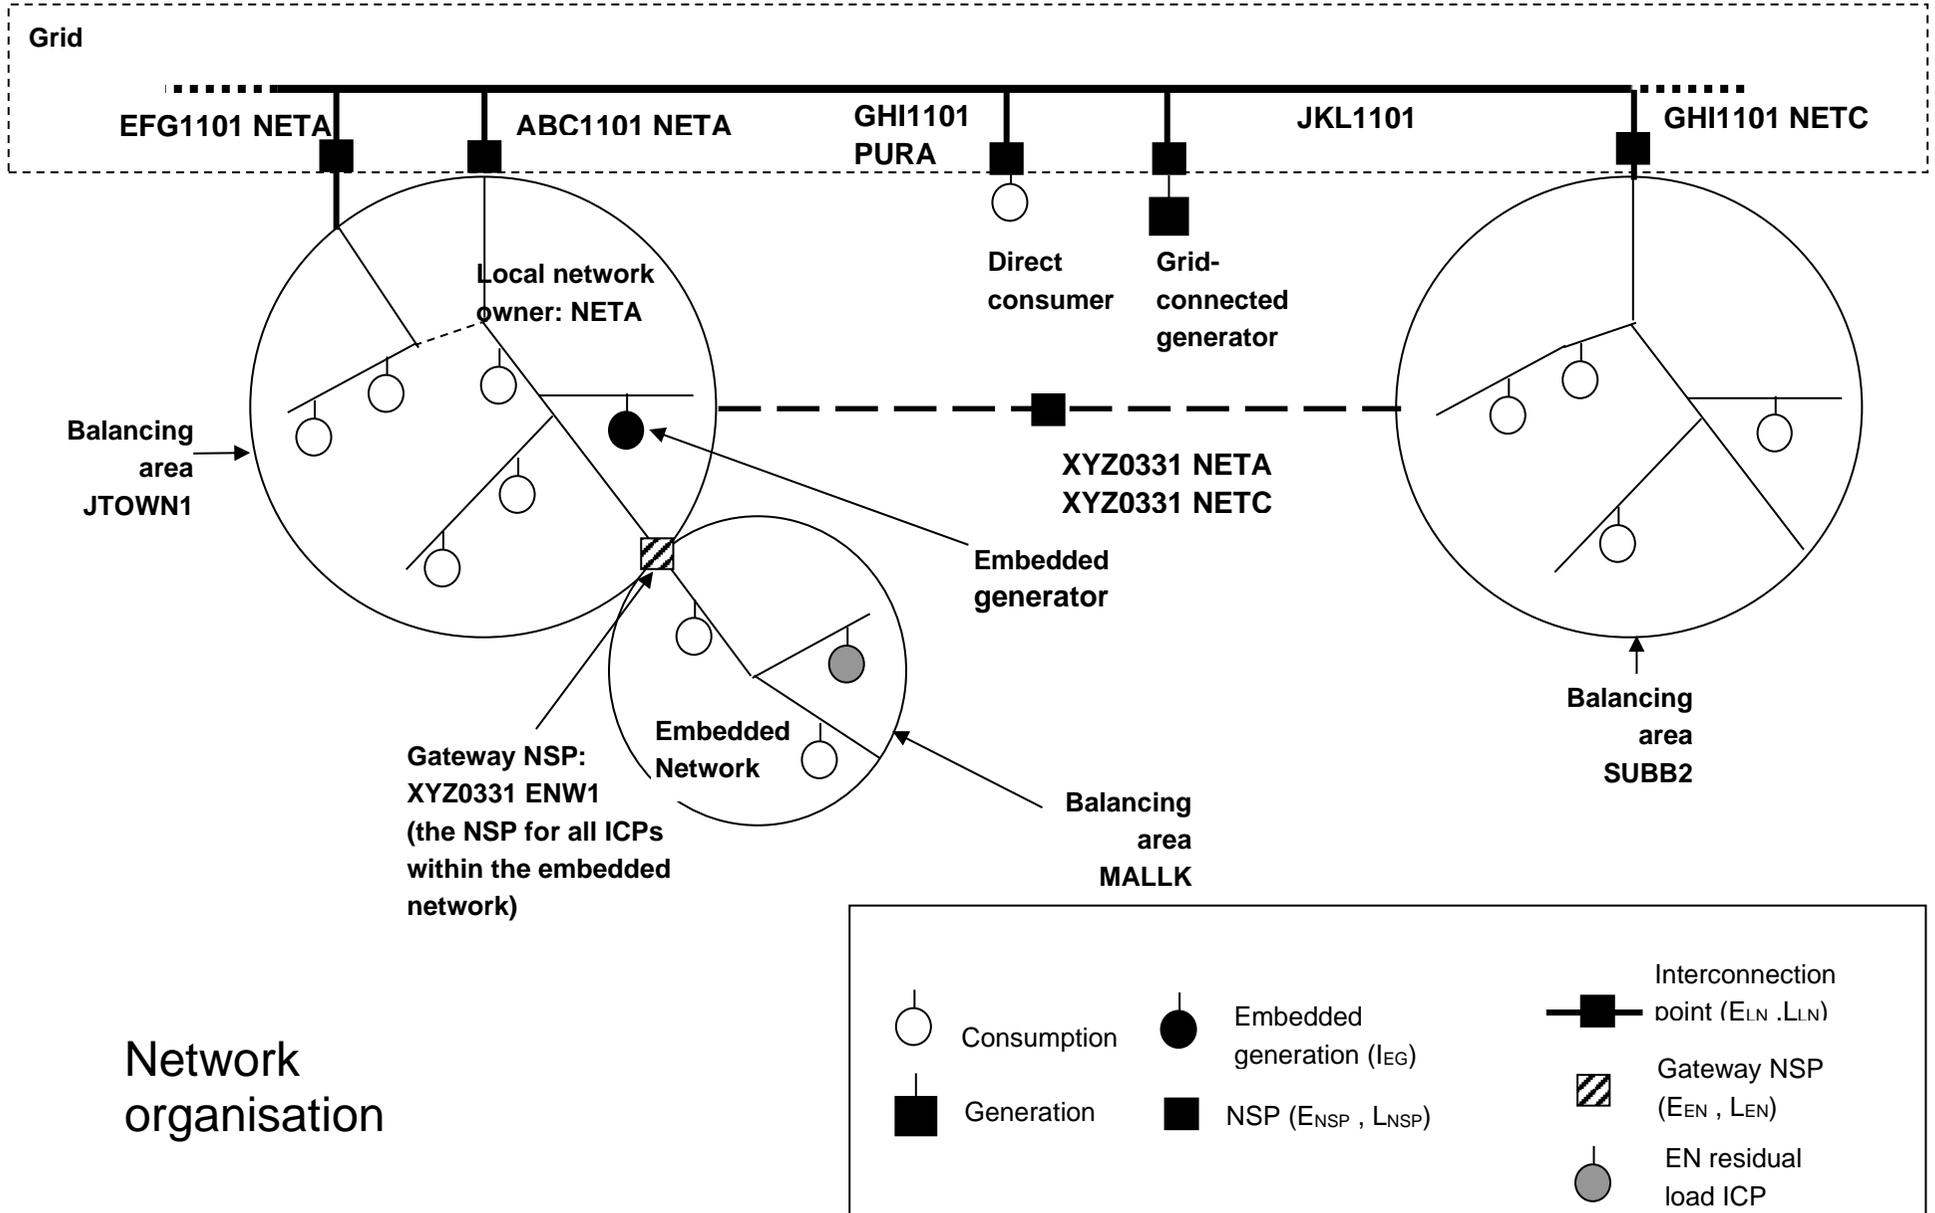 Grid
EFG1101 NETA
ABC1101 NETA
GHI1101
PURA
JKL1101
GHI1101 NETC
Local network
owner: NETA
Direct
consumer
Grid-
connected
generator
Balancing
area
JTOWN1
XYZ0331 NETA
XYZ0331 NETC
Embedded
generator
Embedded
Network
Gateway NSP:
XYZ0331 ENW1
(the NSP for all ICPs
within the embedded
network)
Balancing
area
MALLK
Balancing
area
SUBB2
Network
organisation
Consumption
Generation
Embedded
generation (IEG)
NSP (ENSP , LNSP)
Interconnection
point (ELN ,LLN)
Gateway NSP
(EEN , LEN)
EN residual
load ICP